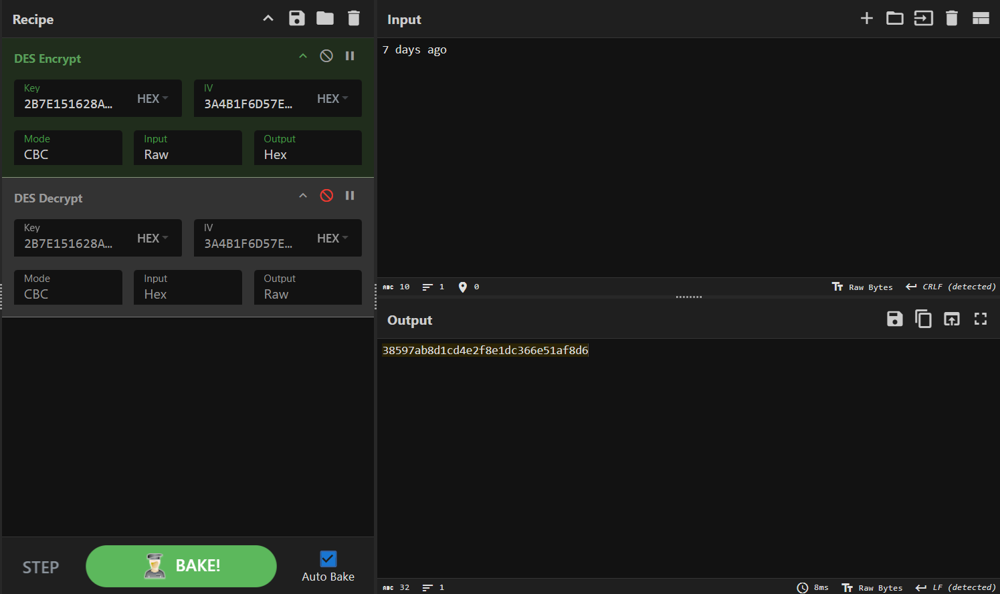 Recipe
DES Encrypt
Key
2B7E151628A...
HEX
IV
3A4B1F6D57E...
HEX
Mode
CBC
Input
Raw
Output
Hex
DES Decrypt
Key
2B7E151628A...
HEX
IV
3A4B1F6D57E...
HEX
Mode
CBC
Input
Hex
Output
Raw
STEP
BAKE!
Auto Bake
Input
7 days ago
ABC 10 1 0
Raw Bytes CRLF (detected)
Output
38597ab8d1cd4e2f8e1dc366e51af8d6
ABC 32 1
8ms Raw Bytes LF (detected)